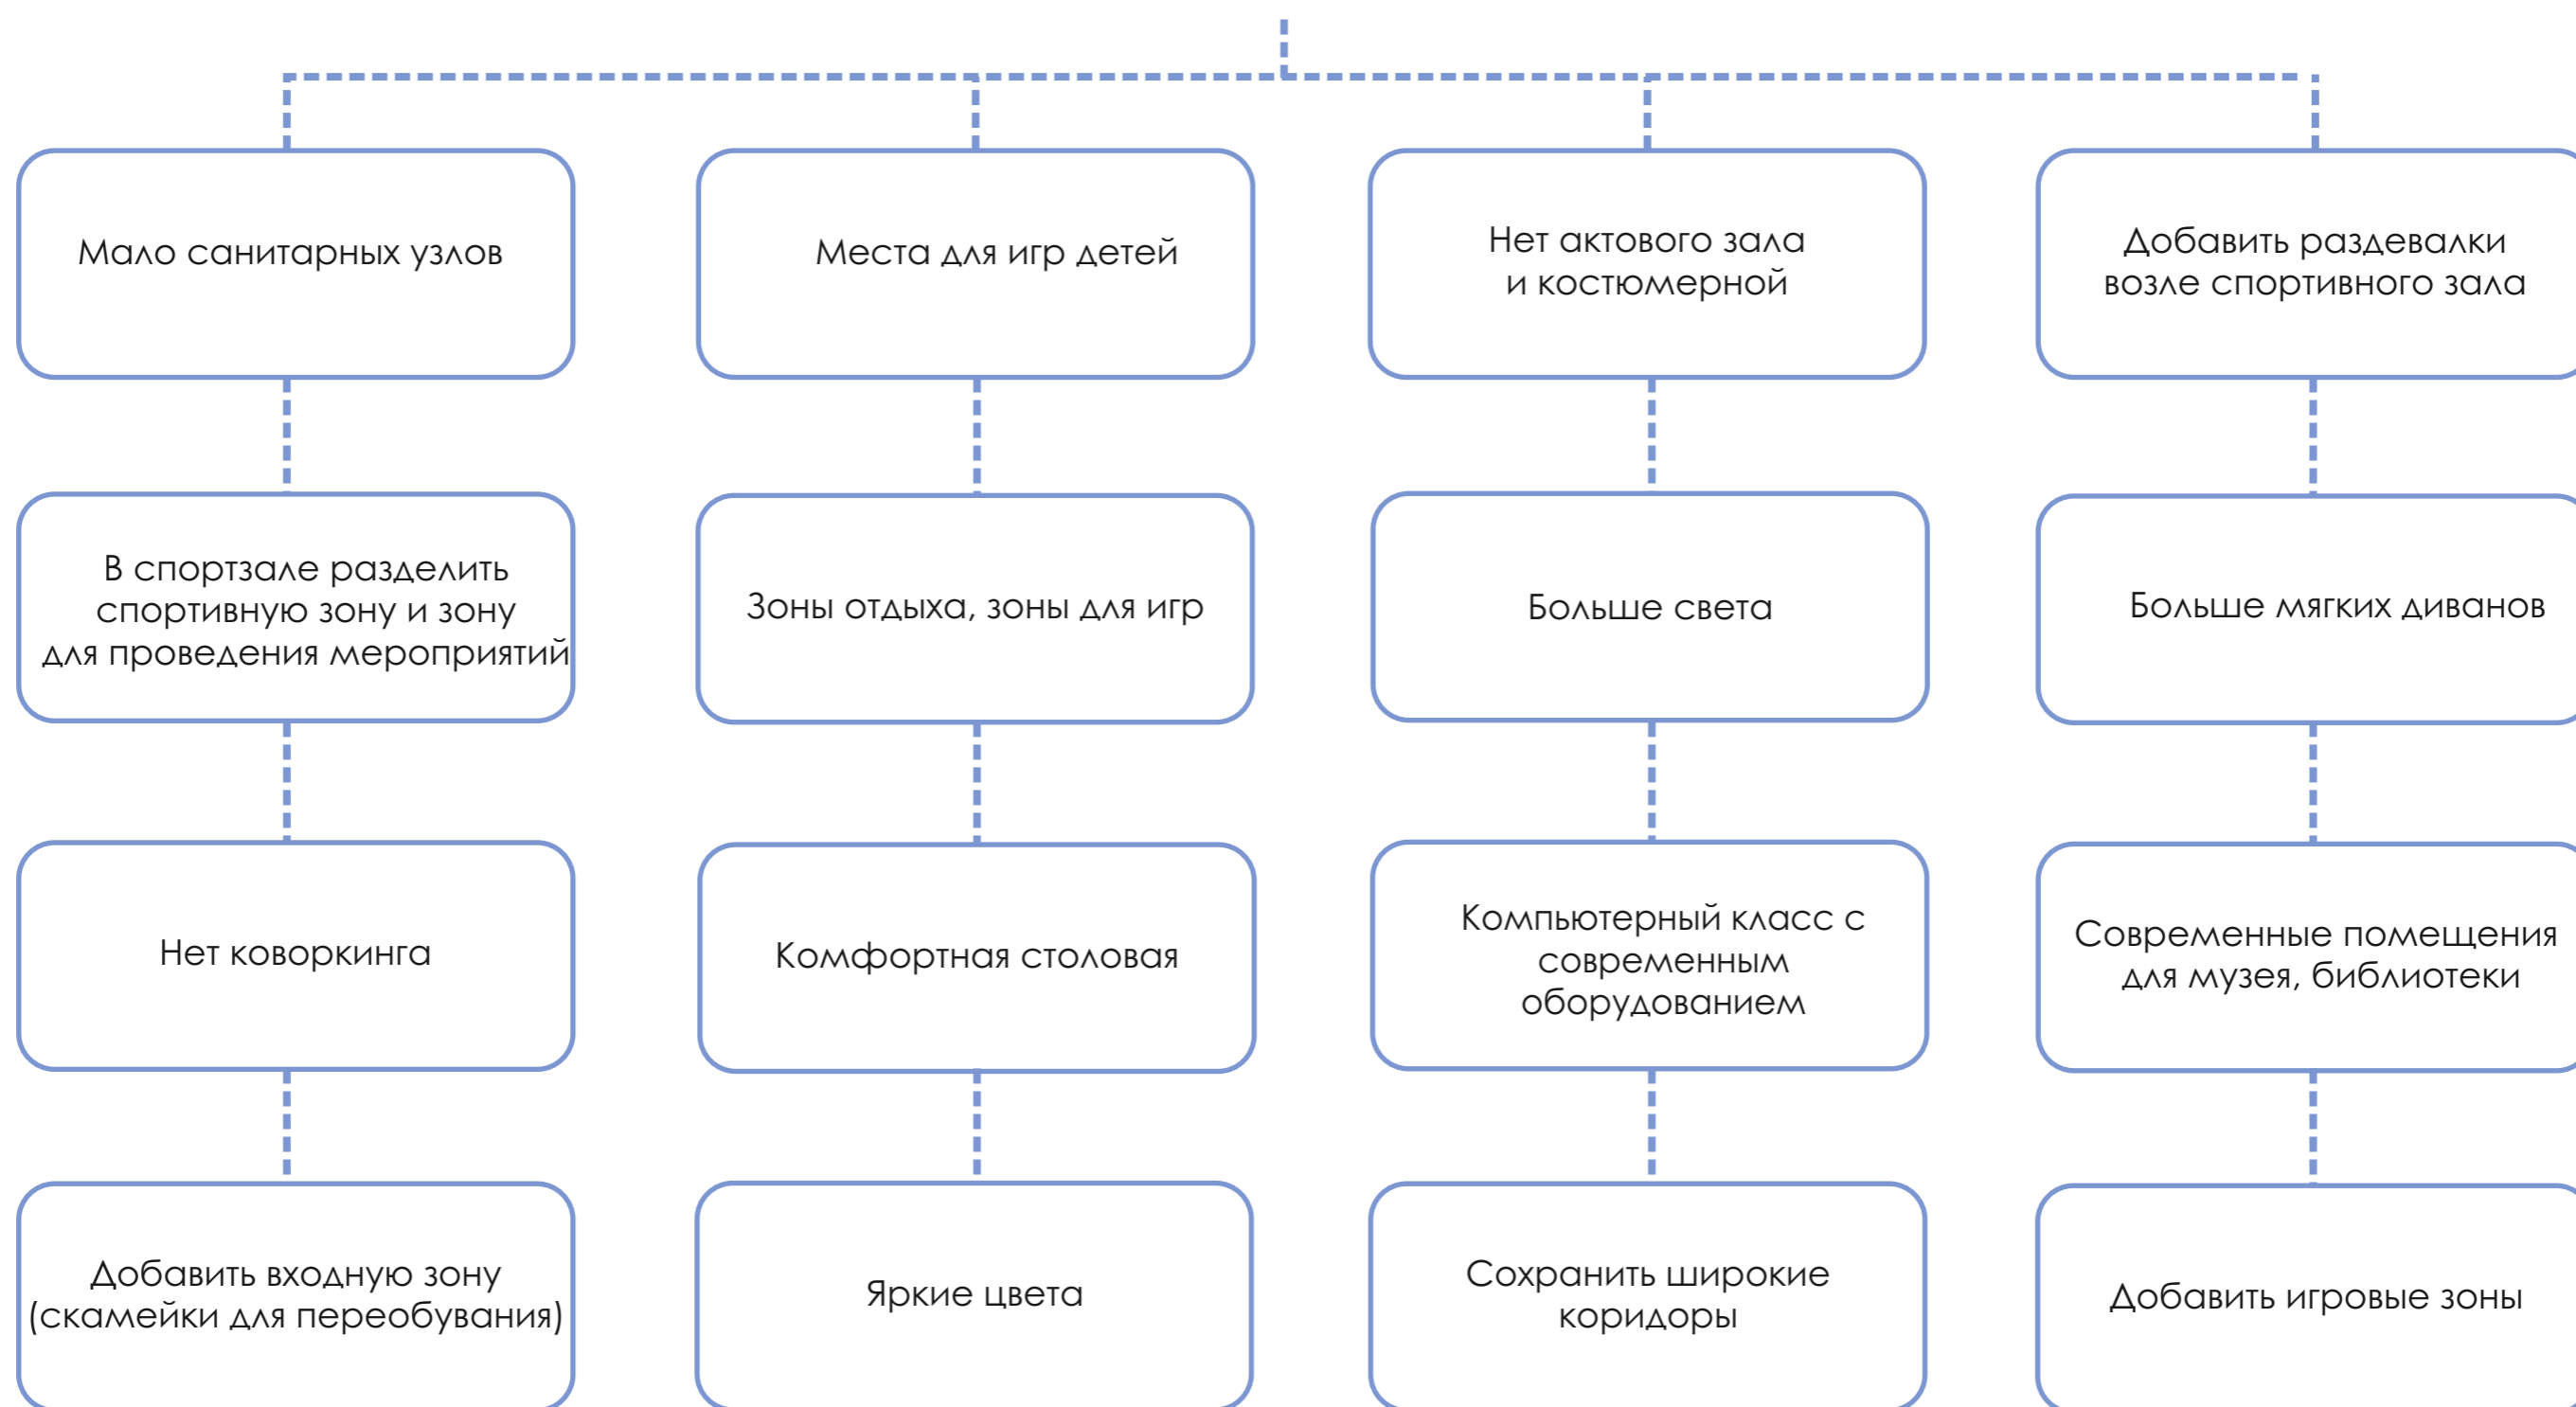 Мало санитарных узлов
Места для игр детей
Нет актового зала
и костюмерной
Добавить раздевалки
возле спортивного зала
В спортзале разделить
спортивную зону и зону
для проведения мероприятий
Зоны отдыха, зоны для игр
Больше света
Больше мягких диванов
Нет коворкинга
Комфортная столовая
Компьютерный класс с
современным
оборудованием
Современные помещения
для музея, библиотеки
Добавить входную зону
(скамейки для переобувания)
Яркие цвета
Сохранить широкие
коридоры
Добавить игровые зоны